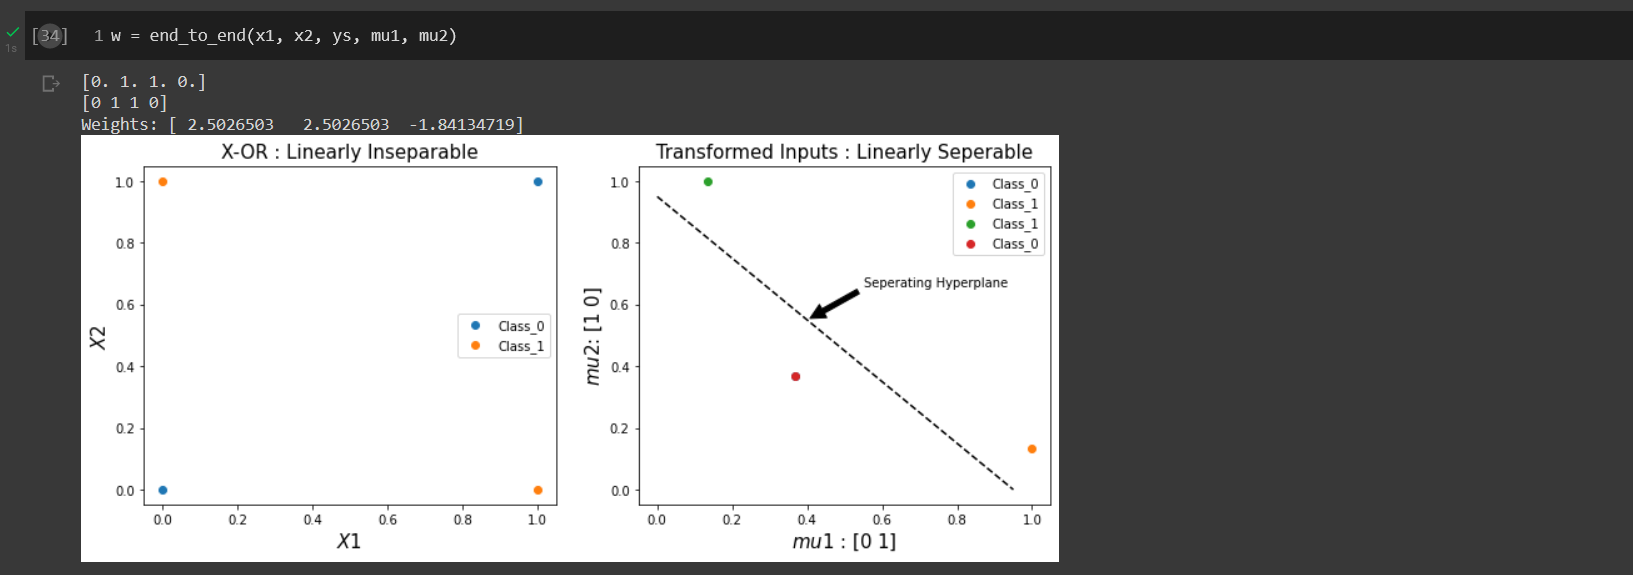 [34] 1 w = end_to_end(x1, x2, ys, mu1, mu2)
1s
[0. 1. 1. 0.]
[0 1 1 0]
Weights: [ 2.5026503 2.5026503 -1.84134719]
X-OR : Linearly Inseparable
1.0
0.8
0.6
0.4
0.2
0.0
X2
Class_0
Class_1
0.0 0.2 0.4 0.6 0.8 1.0
X1
Transformed Inputs : Linearly Seperable
1.0
0.8
0.6
0.4
0.2
0.0
mu2: [1 0]
Class_0
Class_1
Class_1
Class_0
Seperating Hyperplane
0.0 0.2 0.4 0.6 0.8 1.0
mu1 : [0 1]